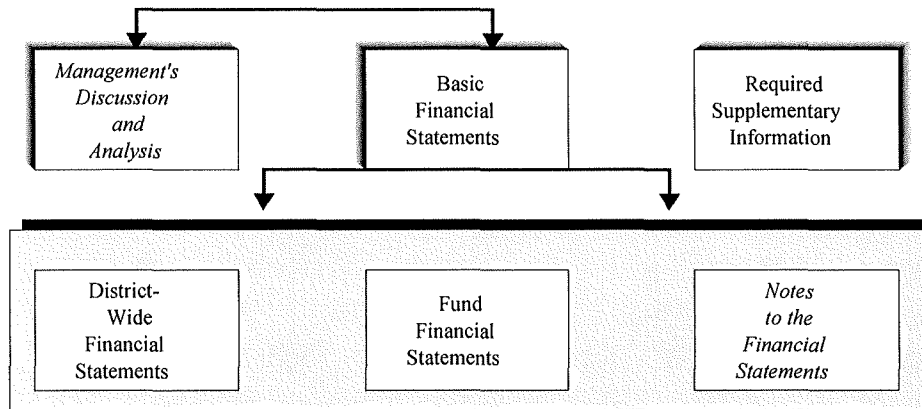 Management's
Discussion
and
Analysis
Basic
Financial
Statements
Required
Supplementary
Information
District-
Wide
Financial
Statements
Fund
Financial
Statements
Notes
to the
Financial
Statements